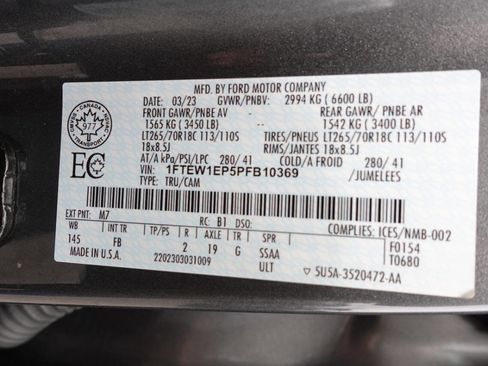 MFD. BY FORD MOTOR COMPANY
DATE: 03/23 GVWR/PNBV: 2994 KG ( 6600 LB)
FRONT GAWR/ PNBE AV REAR GAWR/ PNBE AR
1565 KG ( 3450 LB) 1542 KG ( 3400 LB)
LT265/70R18C 113/110S TIRES/PNEUS LT265/70R18C 113/110S
18x8.5J RIMS/JANTES 18x8.5J
AT/A kPa/PSI/LPC 280/ 41 COLD/A FROID 280/ 41
VIN: 1FTEW1EP5PFB10369 /JUMELEES
TYPE: TRU/CAM
CANADA
977
TRANSPORT
EC
EXT PNT: M7 RC: B1 DSO: COMPLIES: ICES/NMB-002
WB INT TR TP/PS R AXLE TR SPR F0154
145 FB 2 19 G SSAA T0680
MADE IN U.S.A. 2202303031009 ULT 5U5A-3520472-AA